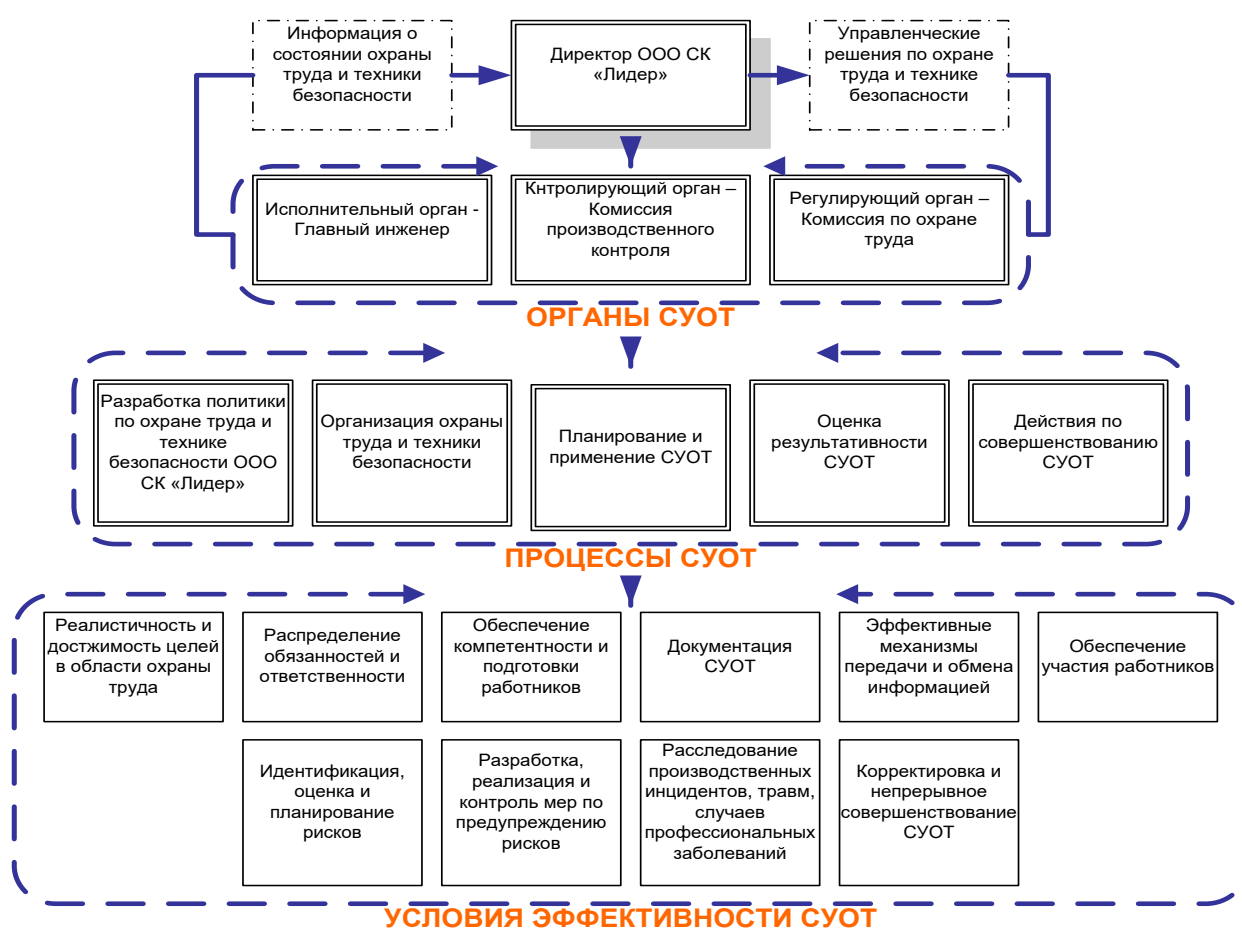 Информация о
состоянии охраны
труда и техники
безопасности
Директор ООО СК
«Лидер»
Управленческие
решения по охране
труда и технике
безопасности
Исполнительный орган -
Главный инженер
Кнтролирующий орган –
Комиссия
производственного
контроля
Регулирующий орган –
Комиссия по охране
труда
ОРГАНЫ СУОТ
Разработка политики
по охране труда и
технике
безопасности ООО
СК «Лидер»
Организация охраны
труда и техники
безопасности
Планирование и
применение СУОТ
Оценка
результативности
СУОТ
Действия по
совершенствованию
СУОТ
ПРОЦЕССЫ СУОТ
Реалистичность и
достжимость целей
в области охраны
труда
Распределение
обязанностей и
ответственности
Обеспечение
компетентности и
подготовки
работников
Документация
СУОТ
Эффективные
механизмы
передачи и обмена
информацией
Обеспечение
участия работников
Идентификация,
оценка и
планирование
рисков
Разработка,
реализация и
контроль мер по
предупреждению
рисков
Расследование
производственных
инцидентов, травм,
случаев
профессиональных
заболеваний
Корректировка и
непрерывное
совершенствование
СУОТ
УСЛОВИЯ ЭФФЕКТИВНОСТИ СУОТ